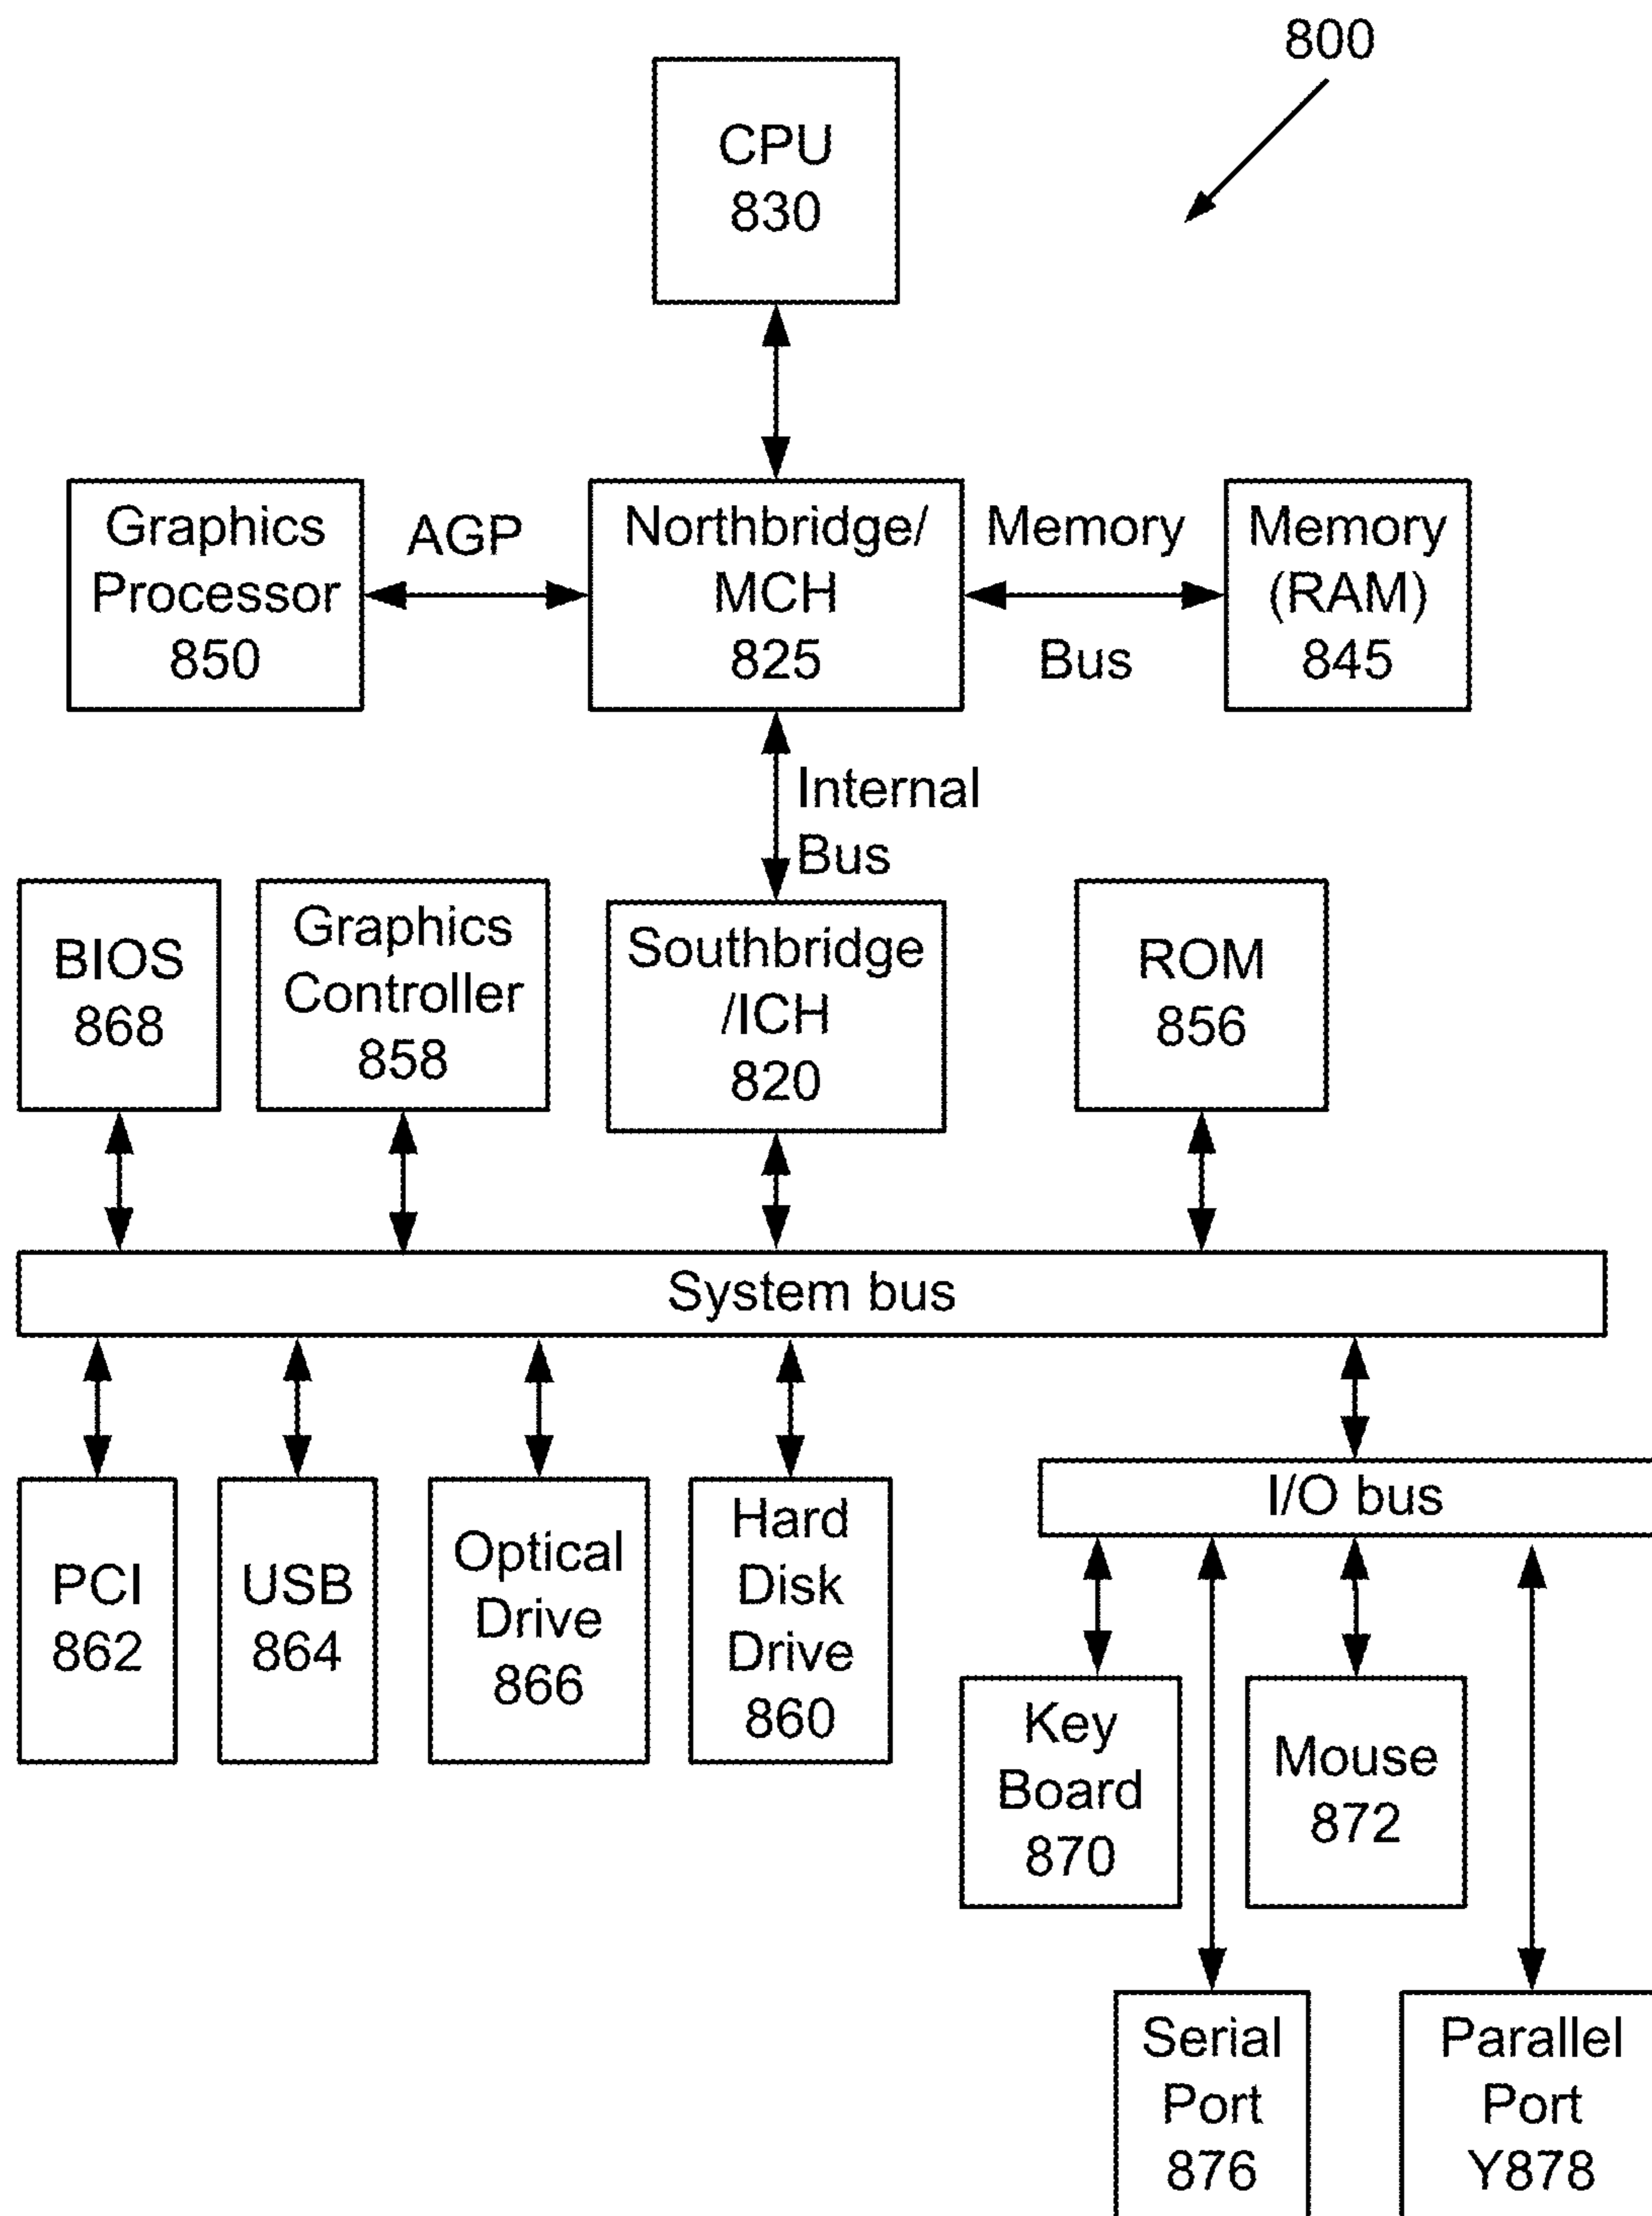 800
CPU
830
Graphics
Processor
850
AGP
Northbridge/
MCH
825
Memory
Bus
Memory
(RAM)
845
Internal
Bus
BIOS
868
Graphics
Controller
858
Southbridge
/ICH
820
ROM
856
System bus
PCI
862
USB
864
Optical
Drive
866
Hard
Disk
Drive
860
I/O bus
Key
Board
870
Mouse
872
Serial
Port
876
Parallel
Port
Y878